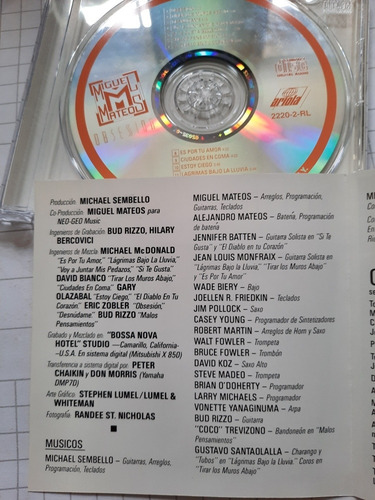 MIGUEL
MATEOS
OBSESION
COMPACT
disc
DIGITAL AUDIO
ariola
2220-2-RL
ES POR TU AMOR
CIUDADES EN COMA
ESTOY CIEGO
LAGRIMAS BAJO LA LLUVIA
Producción MICHAEL SEMBELLO
Co-Producción MIGUEL MATEOS para
NEO-GEO Music
Ingenieros de Grabación BUD RIZZO, HILARY
BERCOVICI
Ingenieros de Mezcla MICHAEL McDONALD
"Es Por Tu Amor," "Lágrimas Bajo La Lluvia,"
"Voy a Juntar Mis Pedazos," "Si Te Gusta"
DAVID BIANCO "Tirar los Muros Abajo"
"Ciudades En Coma" GARY
OLAZABAL "Estoy Ciego," "El Diablo En Tu
Corazón" ERIC ZOBLER "Obsesión,"
"Desnúdame" BUD RIZZO "Malos
Pensamientos"
Grabado y Mezclado en "BOSSA NOVA
HOTEL" STUDIO —Camarillo, California-
-U.S.A. En sistema digital (Mitsubishi X 850)
Transferencia a sistema digital por: PETER
CHAIKIN y DON MORRIS (Yamaha
DMP7D)
Arte Gráfico STEPHEN LUMEL/LUMEL &
WHITEMAN
Fotografía RANDEE ST. NICHOLAS
MUSICOS
MICHAEL SEMBELLO – Guitarras, Arreglos,
Programación, Teclados
MIGUEL MATEOS – Arreglos, Programación,
Guitarras, Teclados
ALEJANDRO MATEOS – Batería, Programación
de batería
JENNIFER BATTEN – Guitarra Solista en "Si Te
Gusta" y "El Diablo en tu Corazón"
JEAN LOUIS MONFRAIX – Guitarra Solista
en "Lágrimas Bajo la Lluvia" "Tirar los Muros Abajo"
y "Es Por Tu Amor"
WADE BIERY – Bajo
JOELLEN R. FRIEDKIN – Teclados
JIM POLLOCK – Saxo
CASEY YOUNG – Programador de Sintetizadores
ROBERT MARTIN – Arreglos de Horn y Saxo
WALT FOWLER – Trompeta
BRUCE FOWLER – Trombón
DAVID KOZ – Saxo Alto
STEVE MADEO – Trompeta
BRIAN O'DOHERTY – Programador
LARRY MICHAELS – Programador
VONETTE YANAGINUMA – Arpa
BUD RIZZO – Guitarra
"COCO" TREVIZONO – Bandoneón en "Malos
Pensamientos"
GUSTAVO SANTAOLALLA – Charango y
"Tubos" en "Lágrimas Bajo la Lluvia." Coros en
"Tirar los Muros Abajo"